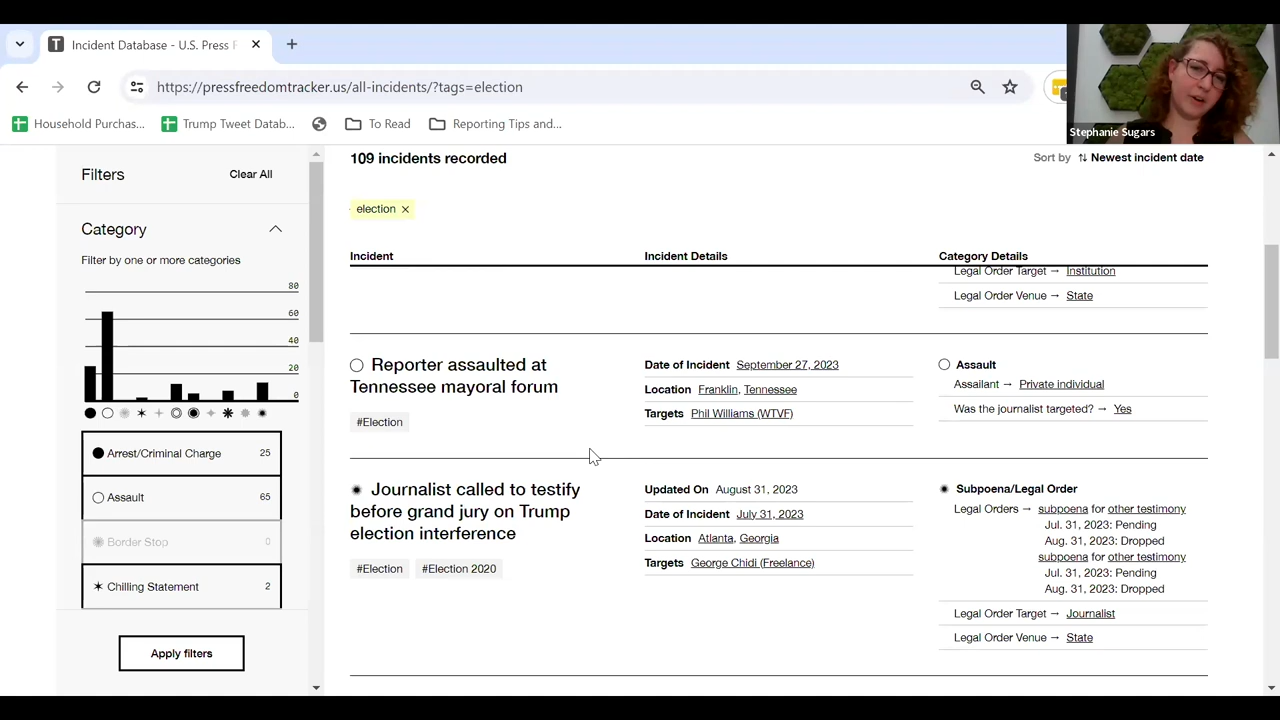 Incident Database - U.S. Press F
https://pressfreedomtracker.us/all-incidents/?tags=election
Household Purchas...
Trump Tweet Datab...
To Read
Reporting Tips and...
Stephanie Sugars
Filters
Clear All
Category
Filter by one or more categories
80
60
40
20
0
Arrest/Criminal Charge 25
Assault 65
Border Stop 0
Chilling Statement 2
Apply filters
109 incidents recorded
Sort by Newest incident date
election
Incident
Incident Details
Category Details
Legal Order Target → Institution
Legal Order Venue → State
Reporter assaulted at
Tennessee mayoral forum
#Election
Date of Incident September 27, 2023
Location Franklin, Tennessee
Targets Phil Williams (WTVF)
Assault
Assailant → Private individual
Was the journalist targeted? → Yes
Journalist called to testify
before grand jury on Trump
election interference
#Election #Election 2020
Updated On August 31, 2023
Date of Incident July 31, 2023
Location Atlanta, Georgia
Targets George Chidi (Freelance)
Subpoena/Legal Order
Legal Orders → subpoena for other testimony
Jul. 31, 2023: Pending
Aug. 31, 2023: Dropped
subpoena for other testimony
Jul. 31, 2023: Pending
Aug. 31, 2023: Dropped
Legal Order Target → Journalist
Legal Order Venue → State